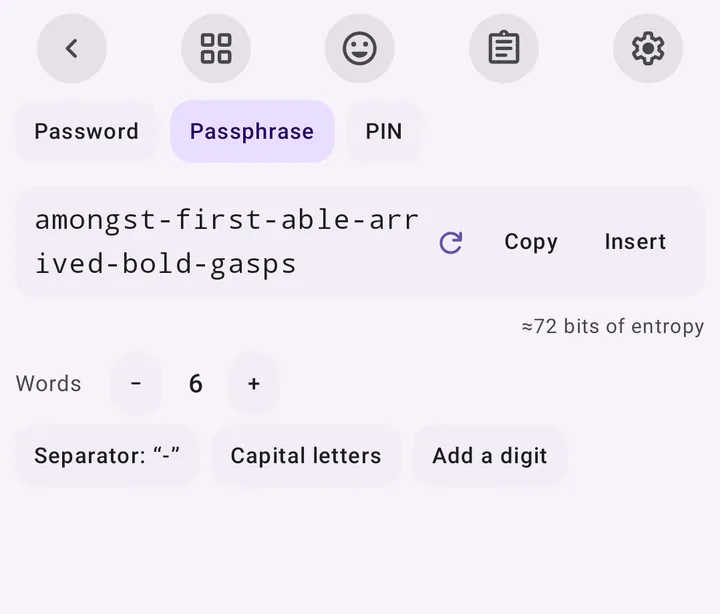 Password Passphrase PIN
amongst-first-able-arr
ived-bold-gasps
Copy Insert
≈72 bits of entropy
Words - 6 +
Separator: “-” Capital letters Add a digit